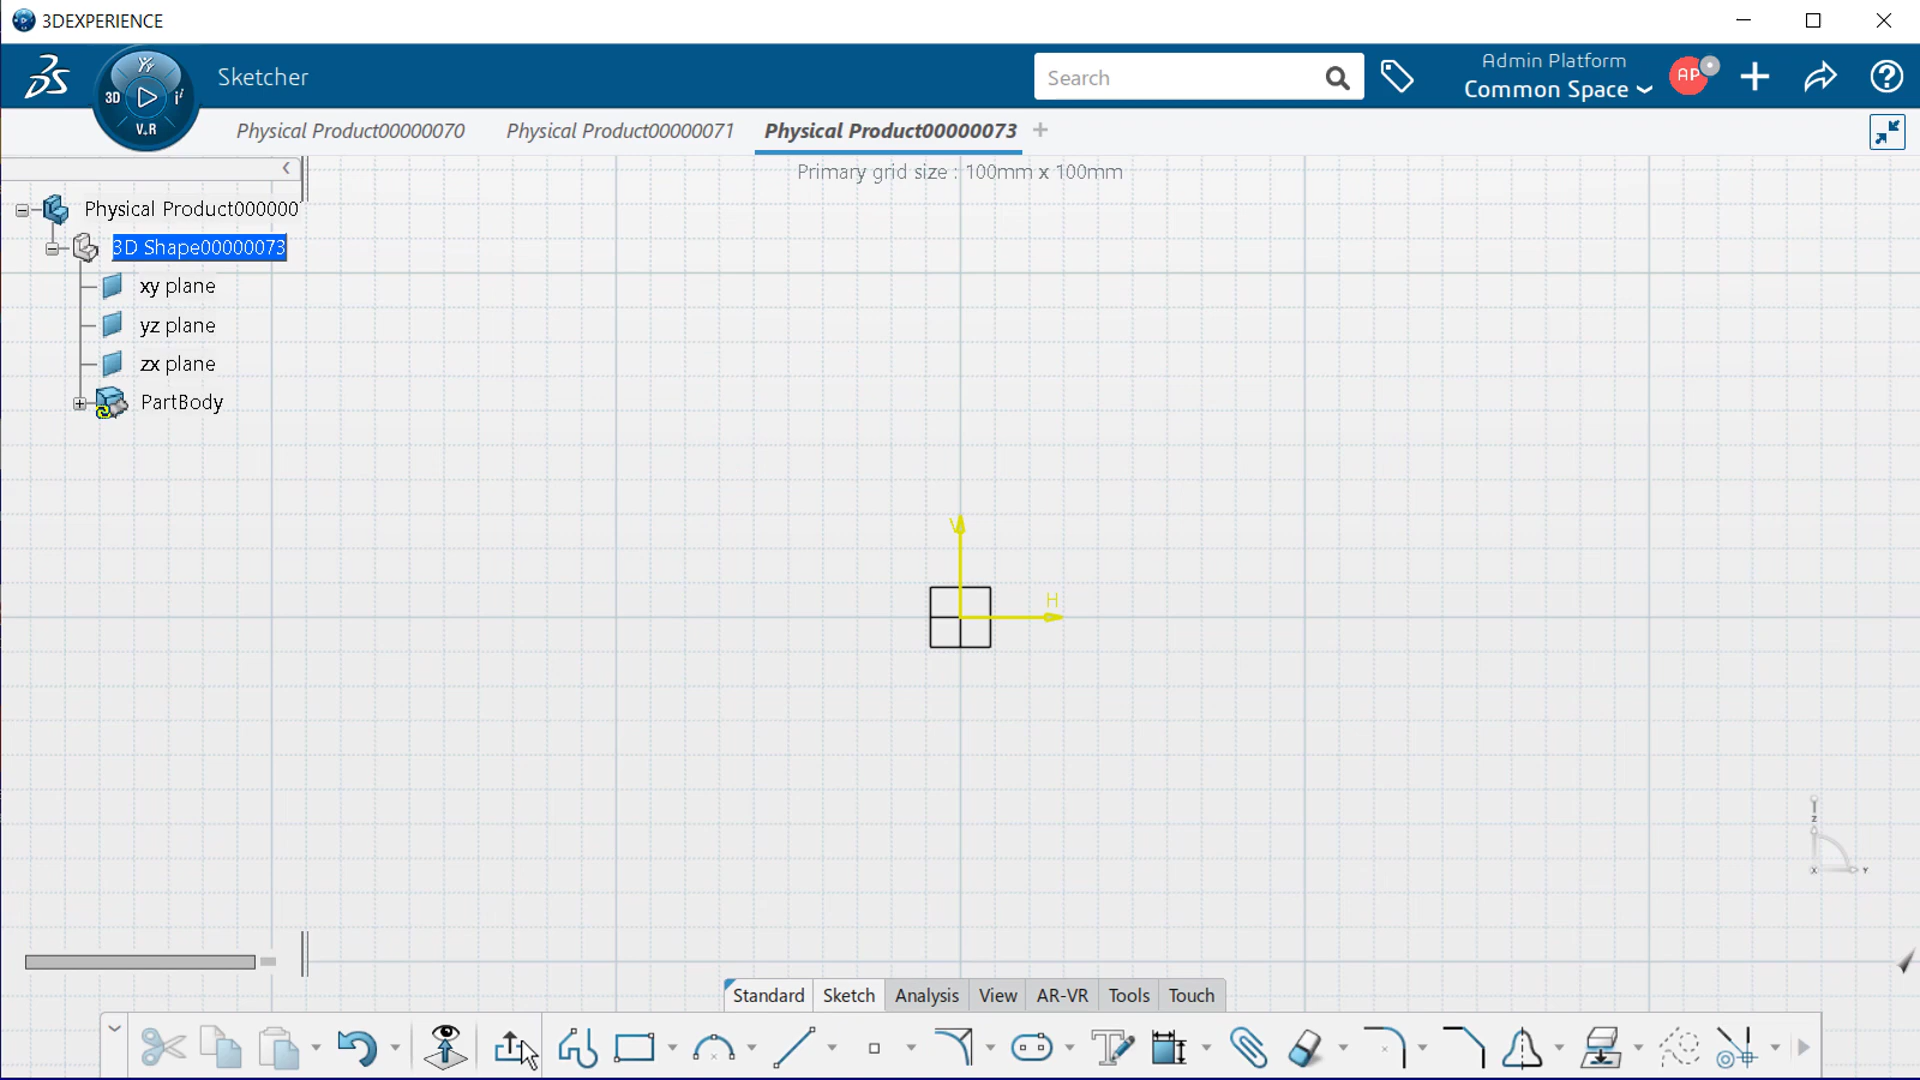 3DEXPERIENCE
3D
V.R
i²
Sketcher
Search
Admin Platform
Common Space
AP
Physical Product00000070
Physical Product00000071
Physical Product00000073
Primary grid size : 100mm x 100mm
Physical Product000000
3D Shape00000073
xy plane
yz plane
zx plane
PartBody
V
H
z
x
Y
Standard
Sketch
Analysis
View
AR-VR
Tools
Touch